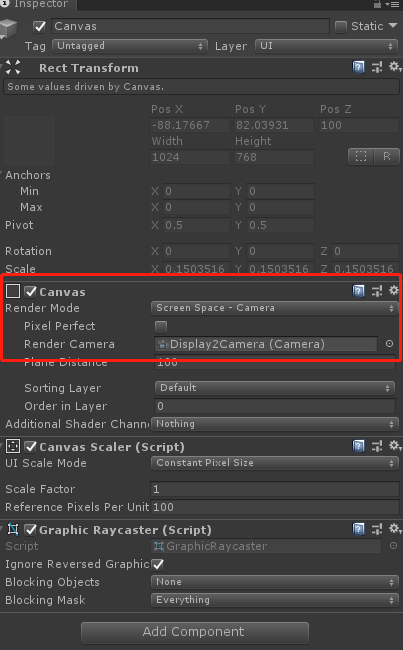 Inspector
Canvas Static
Tag Untagged Layer UI
Rect Transform
Some values driven by Canvas.
Pos X Pos Y Pos Z
-88.17667 82.03931 100
Width Height
1024 768 R
Anchors
Min X 0 Y 0
Max X 0 Y 0
Pivot X 0.5 Y 0.5
Rotation X 0 Y 0 Z 0
Scale X 0.1503516 Y 0.1503516 Z 0.1503516
Canvas
Render Mode Screen Space - Camera
Pixel Perfect
Render Camera Display2Camera (Camera)
Plane Distance 100
Sorting Layer Default
Order in Layer 0
Additional Shader Chann Nothing
Canvas Scaler (Script)
UI Scale Mode Constant Pixel Size
Scale Factor 1
Reference Pixels Per Unit 100
Graphic Raycaster (Script)
Script GraphicRaycaster
Ignore Reversed Graphic
Blocking Objects None
Blocking Mask Everything
Add Component